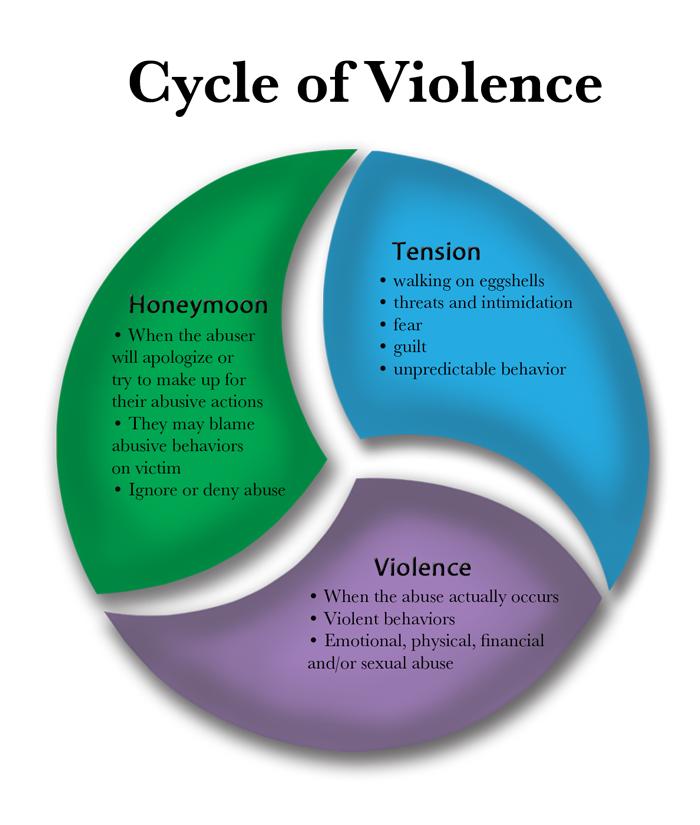 Cycle of Violence
Tension
• walking on eggshells
• threats and intimidation
• fear
• guilt
• unpredictable behavior
Violence
• When the abuse actually occurs
• Violent behaviors
• Emotional, physical, financial
and/or sexual abuse
Honeymoon
• When the abuser
will apologize or
try to make up for
their abusive actions
• They may blame
abusive behaviors
on victim
• Ignore or deny abuse